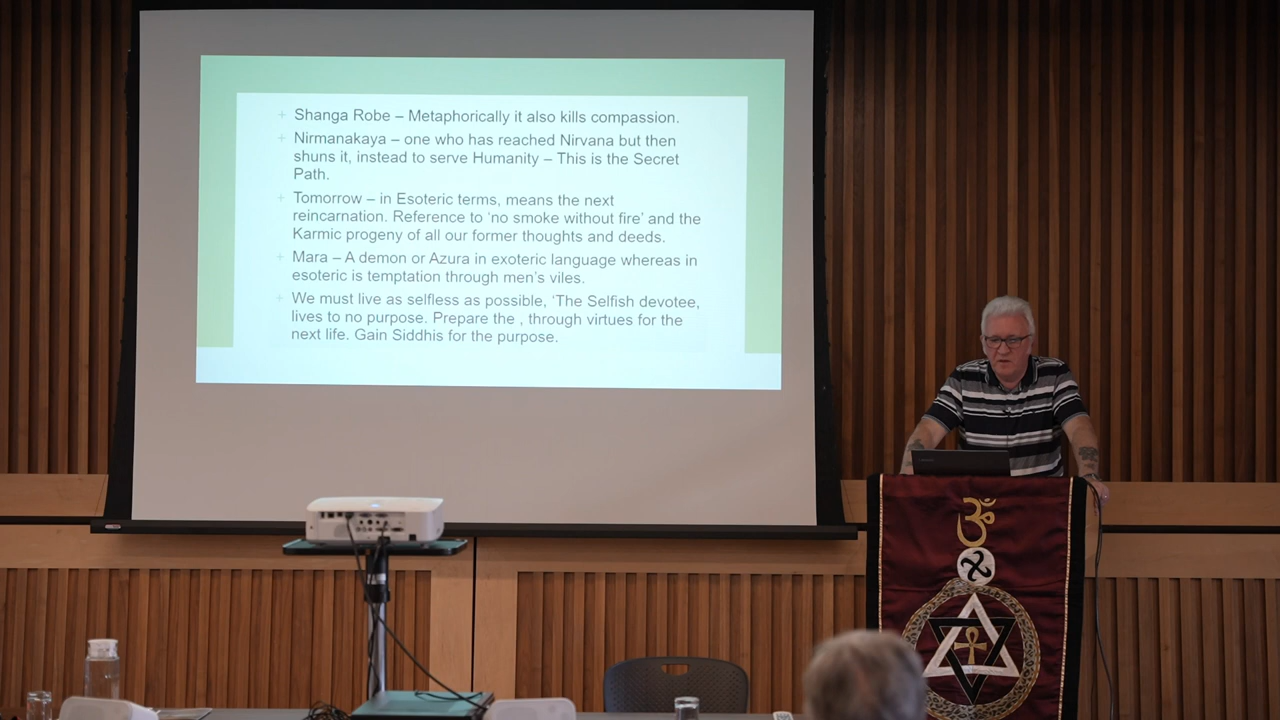 Shanga Robe – Metaphorically it also kills compassion.
Nirmanakaya – one who has reached Nirvana but then
shuns it, instead to serve Humanity – This is the Secret
Path.
Tomorrow – in Esoteric terms, means the next
reincarnation. Reference to ‘no smoke without fire’ and the
Karmic progeny of all our former thoughts and deeds.
Mara – A demon or Azura in exoteric language whereas in
esoteric is temptation through men’s viles.
We must live as selfless as possible, ‘The Selfish devotee,
lives to no purpose. Prepare the , through virtues for the
next life. Gain Siddhis for the purpose.
ॐ